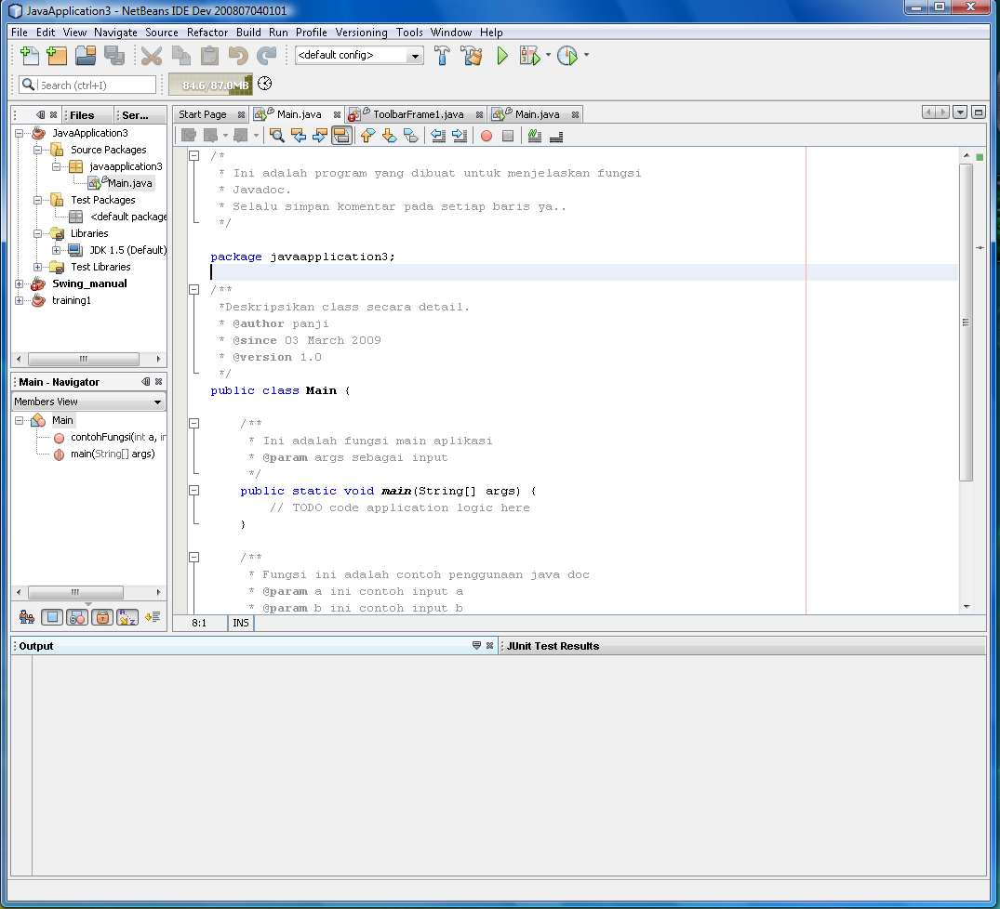 JavaApplication3 - NetBeans IDE Dev 200807040101
File Edit View Navigate Source Refactor Build Run Profile Versioning Tools Window Help
<default config>
Search (ctrl+I)
84.6/87.0MB
Files Ser...
JavaApplication3
Source Packages
javaapplication3
Main.java
Test Packages
<default package
Libraries
JDK 1.5 (Default)
Test Libraries
Swing_manual
training1
Main - Navigator
Members View
Main
contohFungsi(int a, in
main(String[] args)
Start Page Main.java ToolbarFrame1.java Main.java
/*
* Ini adalah program yang dibuat untuk menjelaskan fungsi
* Javadoc.
* Selalu simpan komentar pada setiap baris ya..
*/
package javaapplication3;
/**
*Deskripsikan class secara detail.
* @author panji
* @since 03 March 2009
* @version 1.0
*/
public class Main {
/**
* Ini adalah fungsi main aplikasi
* @param args sebagai input
*/
public static void main(String[] args) {
// TODO code application logic here
}
/**
* Fungsi ini adalah contoh penggunaan java doc
* @param a ini contoh input a
* @param b ini contoh input b
8:1 INS
Output
JUnit Test Results